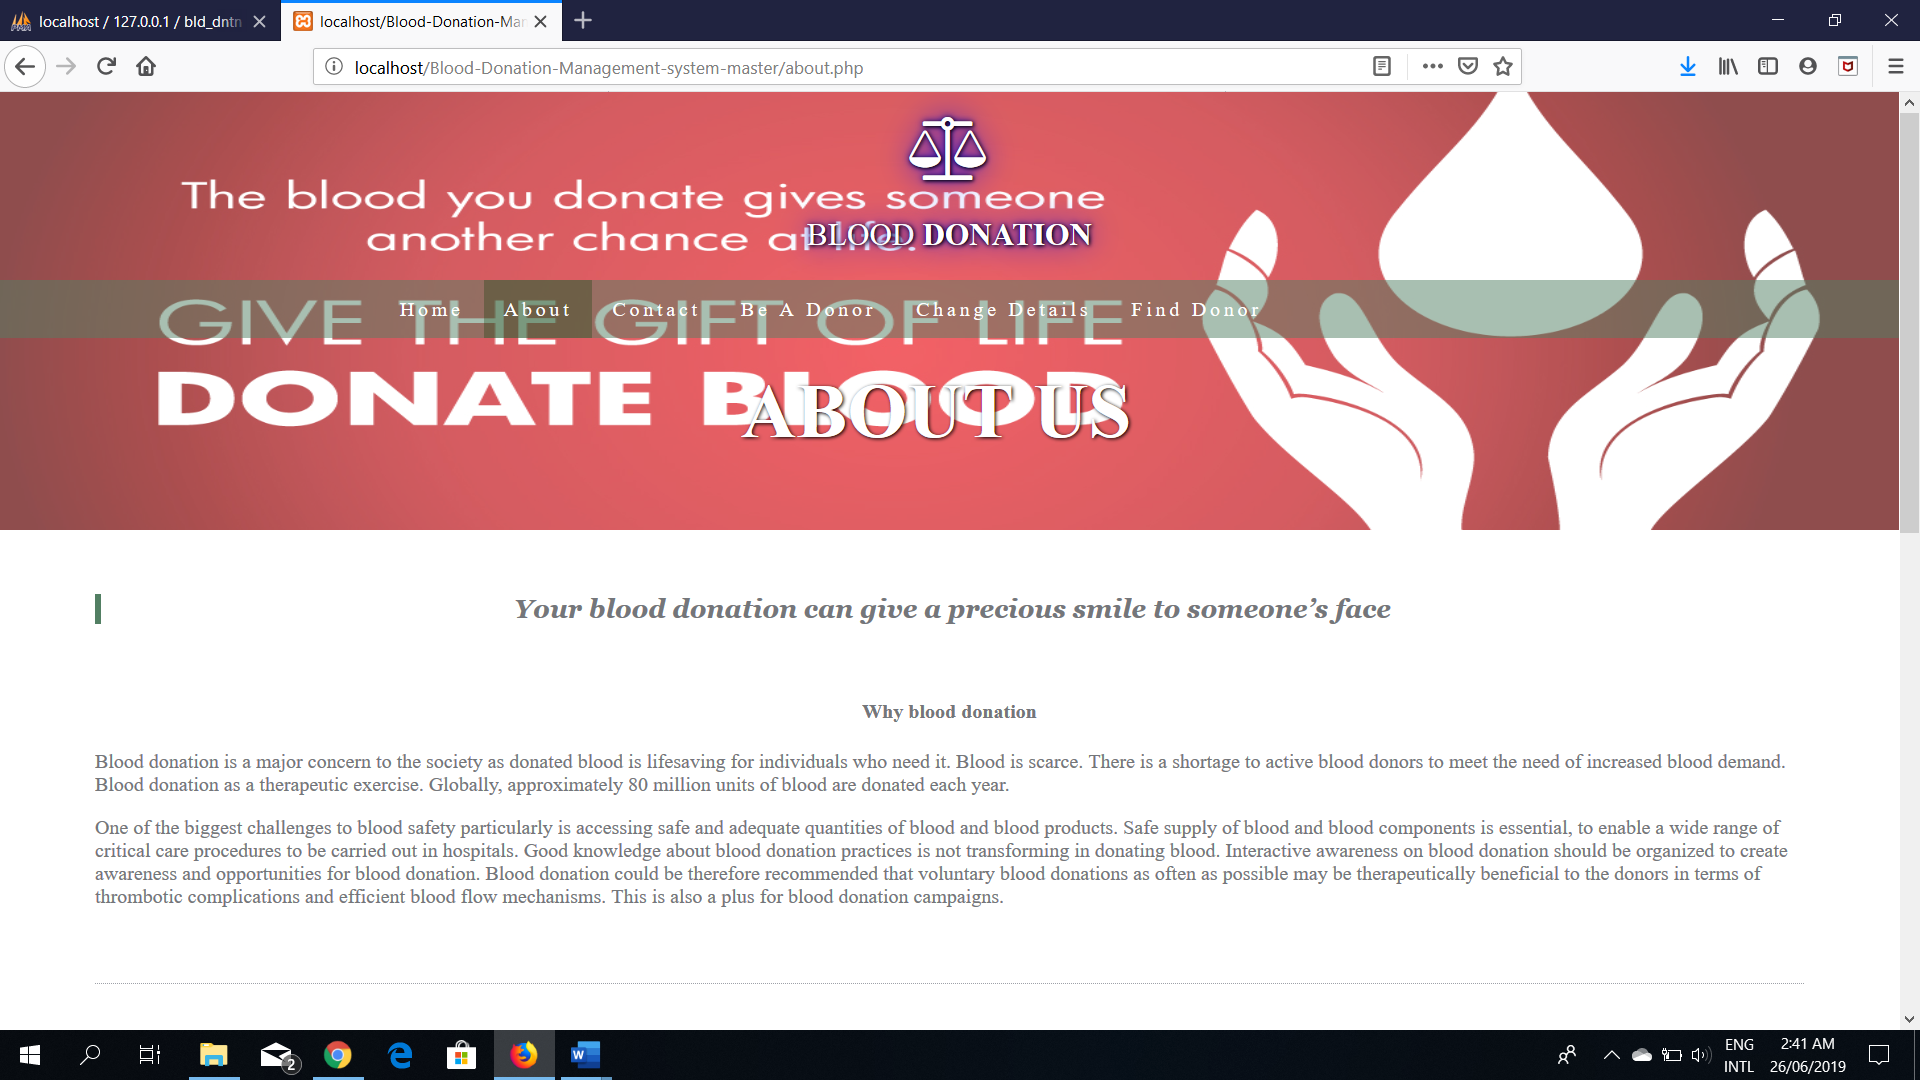 localhost / 127.0.0.1 / bld_dntn
localhost/Blood-Donation-Mar
localhost/Blood-Donation-Management-system-master/about.php
The blood you donate gives someone
another chance at life.
BLOOD DONATION
Home About Contact Be A Donor Change Details Find Donor
GIVE THE GIFT OF LIFE
DONATE BLOOD
ABOUT US
Your blood donation can give a precious smile to someone’s face
Why blood donation
Blood donation is a major concern to the society as donated blood is lifesaving for individuals who need it. Blood is scarce. There is a shortage to active blood donors to meet the need of increased blood demand.
Blood donation as a therapeutic exercise. Globally, approximately 80 million units of blood are donated each year.
One of the biggest challenges to blood safety particularly is accessing safe and adequate quantities of blood and blood products. Safe supply of blood and blood components is essential, to enable a wide range of
critical care procedures to be carried out in hospitals. Good knowledge about blood donation practices is not transforming in donating blood. Interactive awareness on blood donation should be organized to create
awareness and opportunities for blood donation. Blood donation could be therefore recommended that voluntary blood donations as often as possible may be therapeutically beneficial to the donors in terms of
thrombotic complications and efficient blood flow mechanisms. This is also a plus for blood donation campaigns.
2
ENG
INTL
2:41 AM
26/06/2019